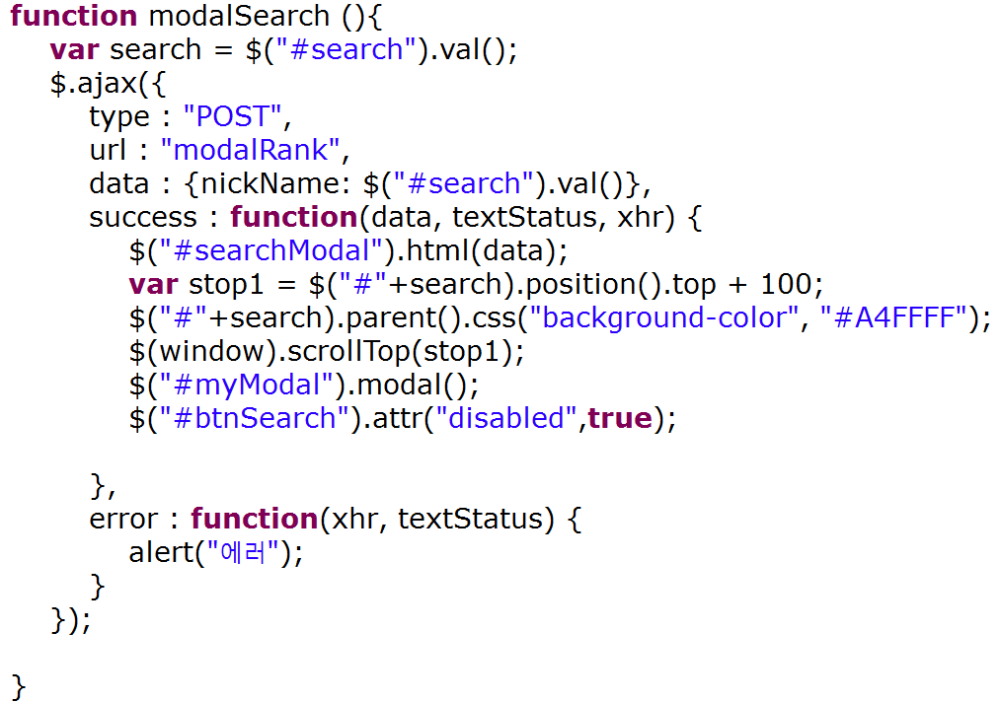 function modalSearch (){
var search = $("#search").val();
$.ajax({
type : "POST",
url : "modalRank",
data : {nickName: $("#search").val()},
success : function(data, textStatus, xhr) {
$("#searchModal").html(data);
var stop1 = $("#"+search).position().top + 100;
$("#"+search).parent().css("background-color", "#A4FFFF");
$(window).scrollTop(stop1);
$("#myModal").modal();
$("#btnSearch").attr("disabled",true);
},
error : function(xhr, textStatus) {
alert("에러");
}
});
}